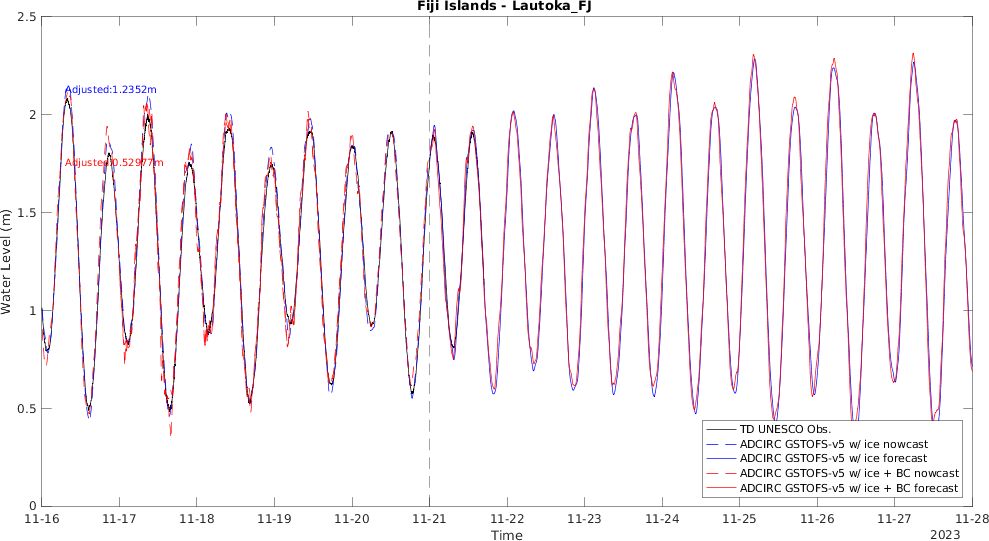 Fiji Islands - Lautoka_FJ
2.5
2
1.5
1
0.5
0
Water Level (m)
Adjusted:1.2352m
Adjusted:0.52977m
TD UNESCO Obs.
ADCIRC GSTOFS-v5 w/ ice nowcast
ADCIRC GSTOFS-v5 w/ ice forecast
ADCIRC GSTOFS-v5 w/ ice + BC nowcast
ADCIRC GSTOFS-v5 w/ ice + BC forecast
11-16 11-17 11-18 11-19 11-20 11-21 11-22 11-23 11-24 11-25 11-26 11-27 11-28
Time
2023